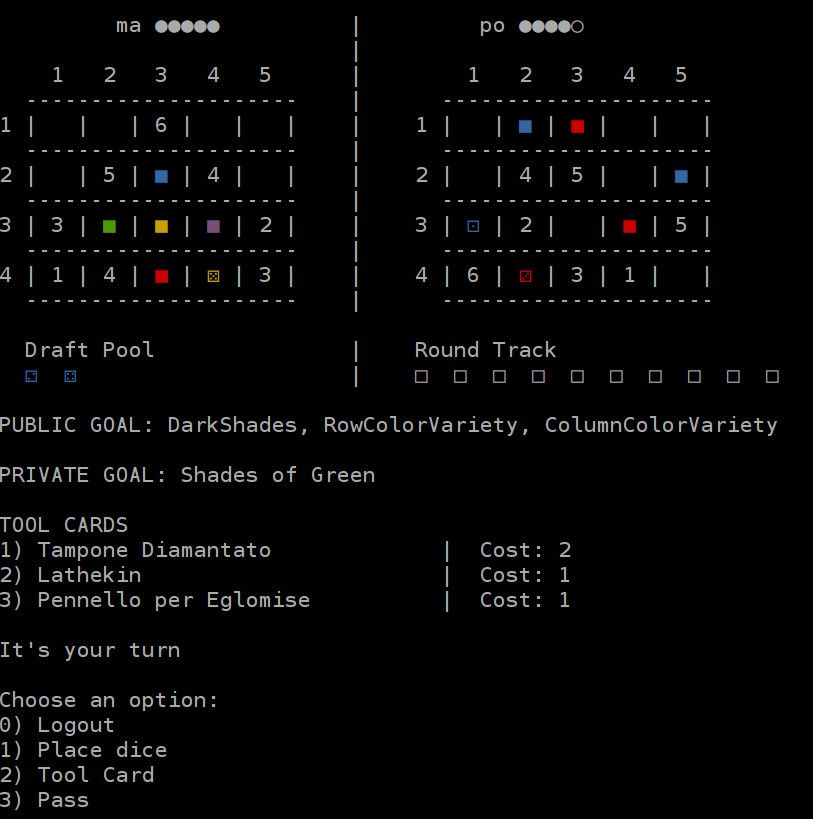 ma ●●●●● | po ●●●●○
|
1 2 3 4 5 | 1 2 3 4 5
--------------------- | ---------------------
1 | | | 6 | | | | 1 | | ■ | ■ | | |
--------------------- | ---------------------
2 | | 5 | ■ | 4 | | | 2 | | 4 | 5 | | ■ |
--------------------- | ---------------------
3 | 3 | ■ | ■ | ■ | 2 | | 3 | ⚀ | 2 | | ■ | 5 |
--------------------- | ---------------------
4 | 1 | 4 | ■ | ⚄ | 3 | | 4 | 6 | ⚂ | 3 | 1 | |
--------------------- | ---------------------
Draft Pool | Round Track
⚁ ⚃ | □ □ □ □ □ □ □ □ □ □
PUBLIC GOAL: DarkShades, RowColorVariety, ColumnColorVariety
PRIVATE GOAL: Shades of Green
TOOL CARDS
1) Tampone Diamantato | Cost: 2
2) Lathekin | Cost: 1
3) Pennello per Eglomise | Cost: 1
It's your turn
Choose an option:
0) Logout
1) Place dice
2) Tool Card
3) Pass